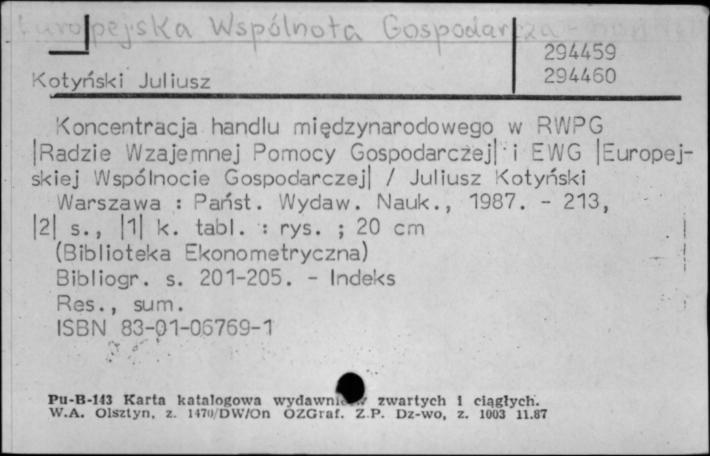 Europejska Wspólnota Gospodarcza - handel
294459
Kotyński Juliusz
294460
Koncentracja handlu międzynarodowego w RWPG
|Radzie Wzajemnej Pomocy Gospodarczej| i EWG |Europej-
skiej Wspólnocie Gospodarczej| / Juliusz Kotyński
Warszawa : Państ. Wydaw. Nauk., 1987. - 213,
|2| s., |1| k. tabl. : rys. ; 20 cm
(Biblioteka Ekonometryczna)
Bibliogr. s. 201-205. - Indeks
Res., sum.
ISBN 83-01-06769-1
Pu-B-143 Karta katalogowa wydawnictw zwartych i ciągłych.
W.A. Olsztyn, z. 1470/DW/On OZGraf. Z.P. Dz-wo, z. 1003 11.87